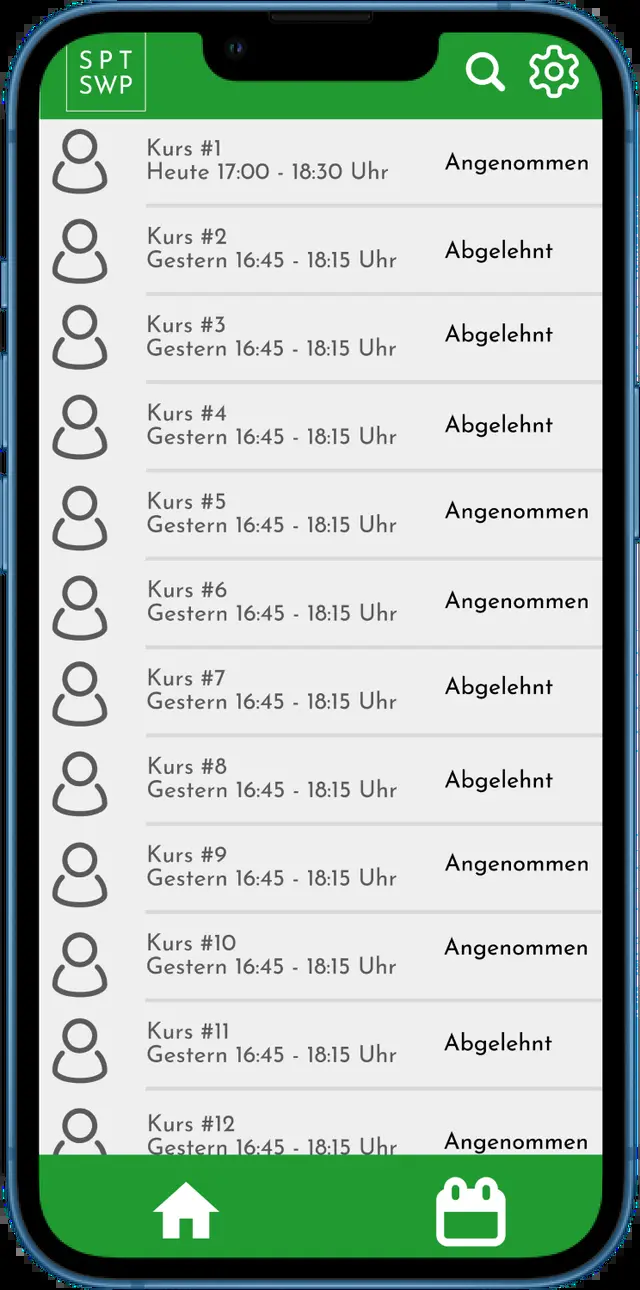 SPT
SWP
Kurs #1
Heute 17:00 - 18:30 Uhr
Angenommen
Kurs #2
Gestern 16:45 - 18:15 Uhr
Abgelehnt
Kurs #3
Gestern 16:45 - 18:15 Uhr
Abgelehnt
Kurs #4
Gestern 16:45 - 18:15 Uhr
Abgelehnt
Kurs #5
Gestern 16:45 - 18:15 Uhr
Angenommen
Kurs #6
Gestern 16:45 - 18:15 Uhr
Angenommen
Kurs #7
Gestern 16:45 - 18:15 Uhr
Abgelehnt
Kurs #8
Gestern 16:45 - 18:15 Uhr
Abgelehnt
Kurs #9
Gestern 16:45 - 18:15 Uhr
Angenommen
Kurs #10
Gestern 16:45 - 18:15 Uhr
Angenommen
Kurs #11
Gestern 16:45 - 18:15 Uhr
Abgelehnt
Kurs #12
Gestern 16:45 - 18:15 Uhr
Angenommen